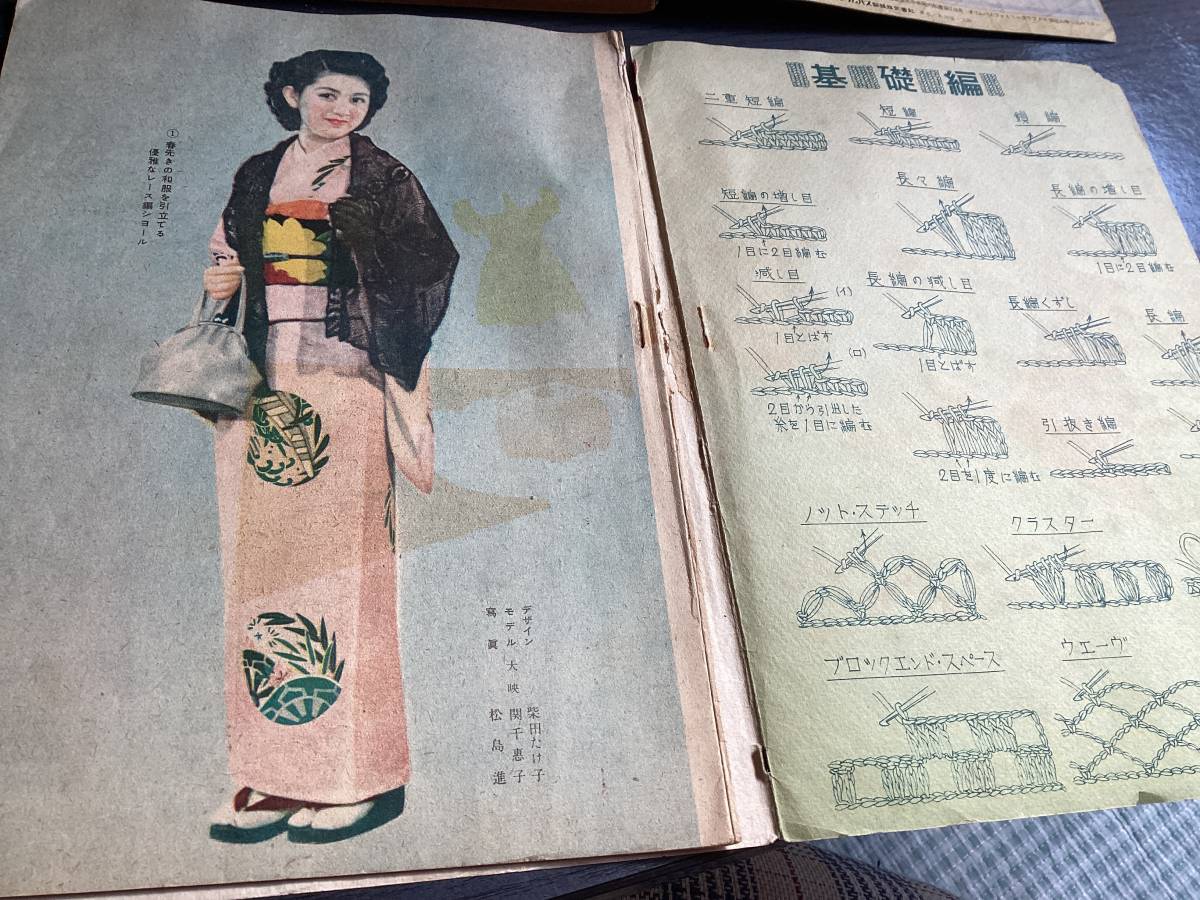 ①春先きの和服を引立てる
優雅なレース編ショール
デザイン 柴田たけ子
モデル 大映 関千惠子
寫眞 松島進
基礎編
二重短編
短編
鎖編
短編の増し目
1目に2目編む
長々編
長編の増し目
1目に2目編む
減し目
(イ)
1目とばす
(ロ)
2目から引出した
糸を1目に編む
長編の減し目
1目とばす
2目を1度に編む
長編くずし
長編
引抜き編
ノット・ステッチ
クラスター
ブロックエンド・スペース
ウエーヴ